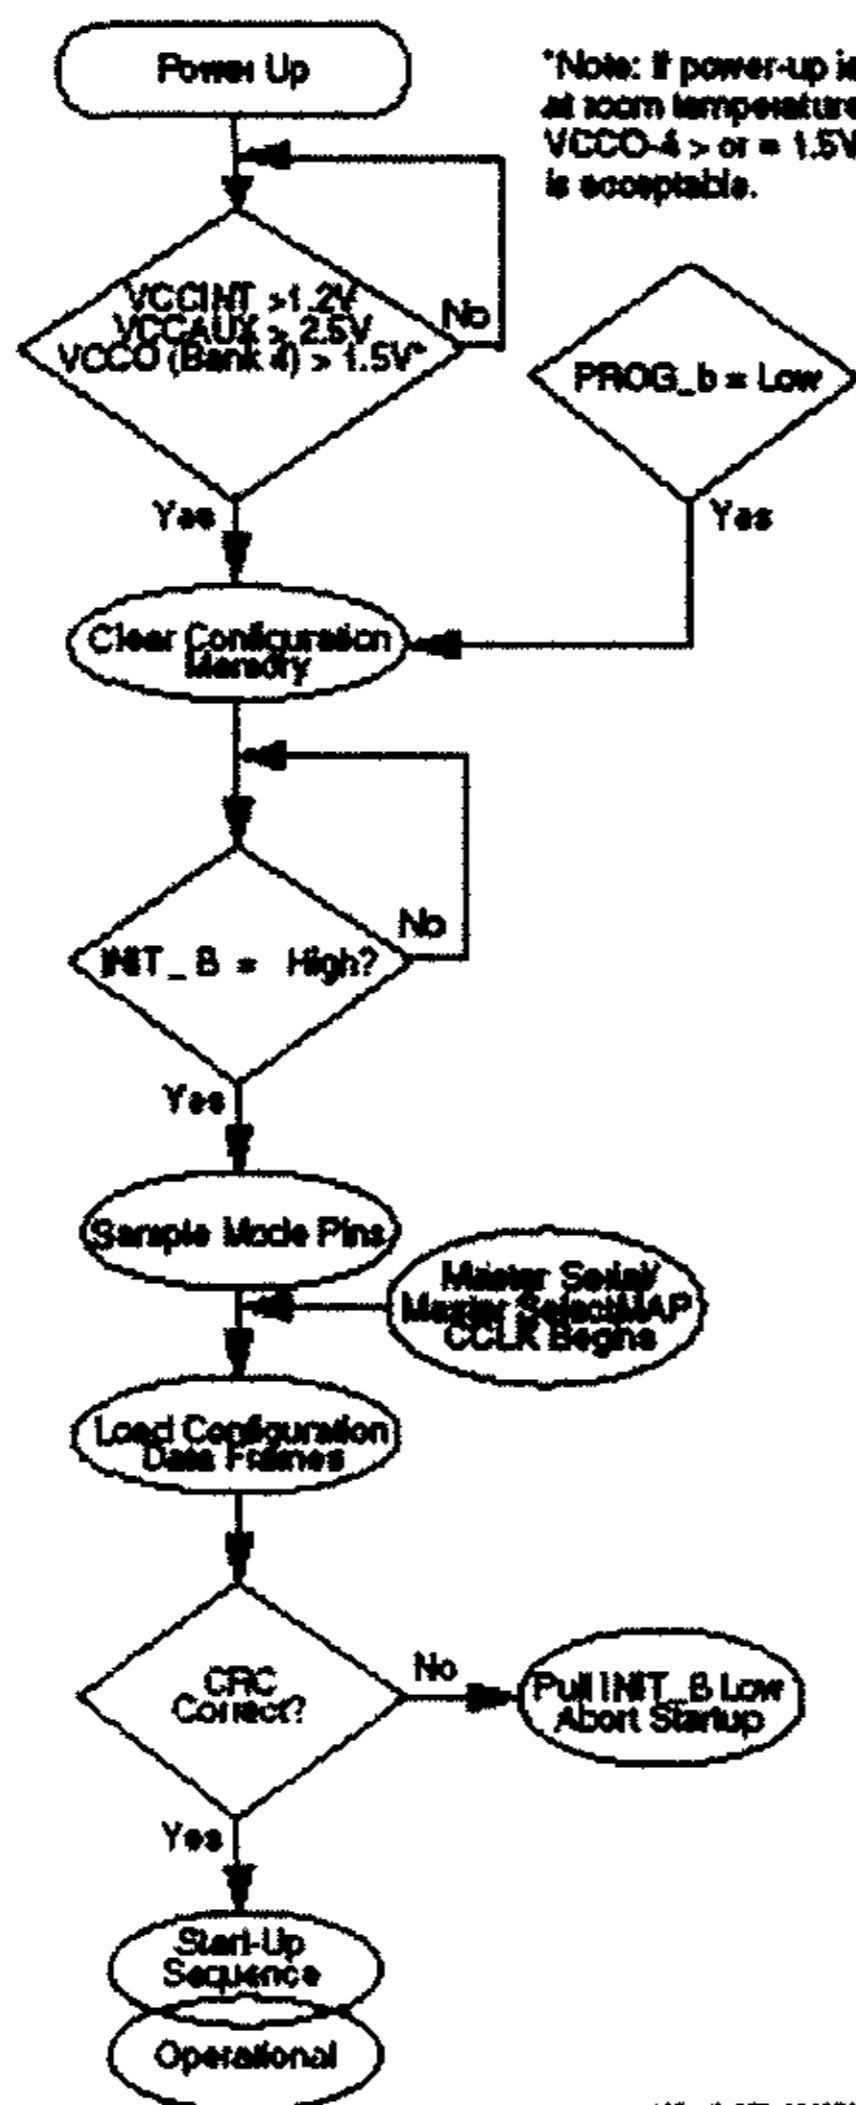 Power Up
*Note: If power-up is
at room temperature
VCCO-4 > or = 1.5V
is acceptable.
VCCINT >1.2V
VCCAUX > 2.5V
VCCO (Bank 4) > 1.5V*
No
PROG_b = Low
Yes
Yes
Clear Configuration
Memory
No
INIT_ B = High?
Yes
Sample Mode Pins
Master Serial/
Master SelectMAP
CCLK Begins
Load Configuration
Data Frames
CRC
Correct?
No
Pull INIT_B Low
Abort Startup
Yes
Start-Up
Sequence
Operational